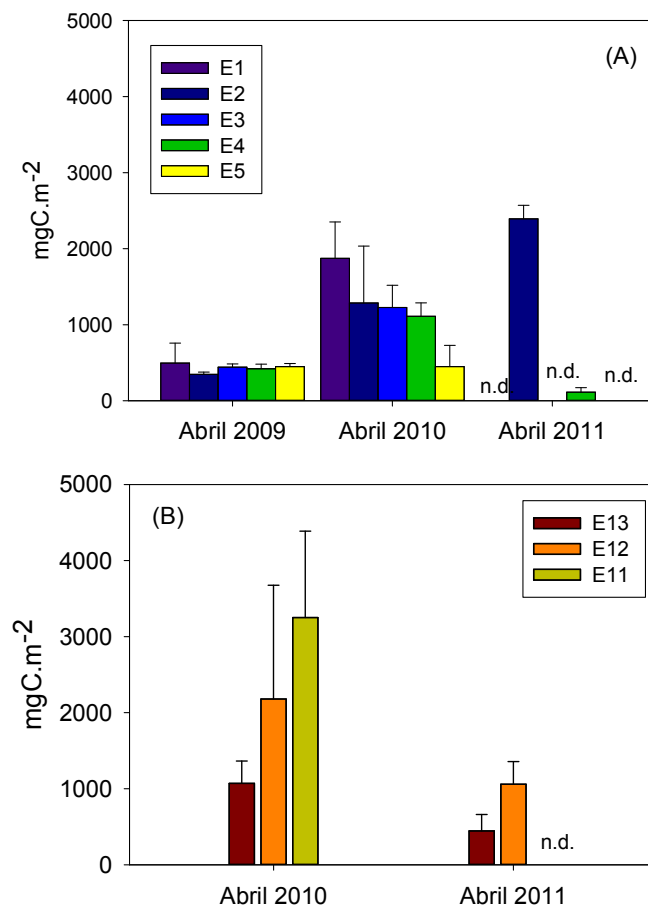 5000
(A)
E1
E2
E3
E4
E5
4000
3000
2000
1000
0
mgC.m-2
n.d
n.d.
n.d.
Abril 2009 Abril 2010 Abril 2011
5000
(B)
E13
E12
E11
4000
3000
2000
1000
0
mgC.m-2
n.d.
Abril 2010 Abril 2011